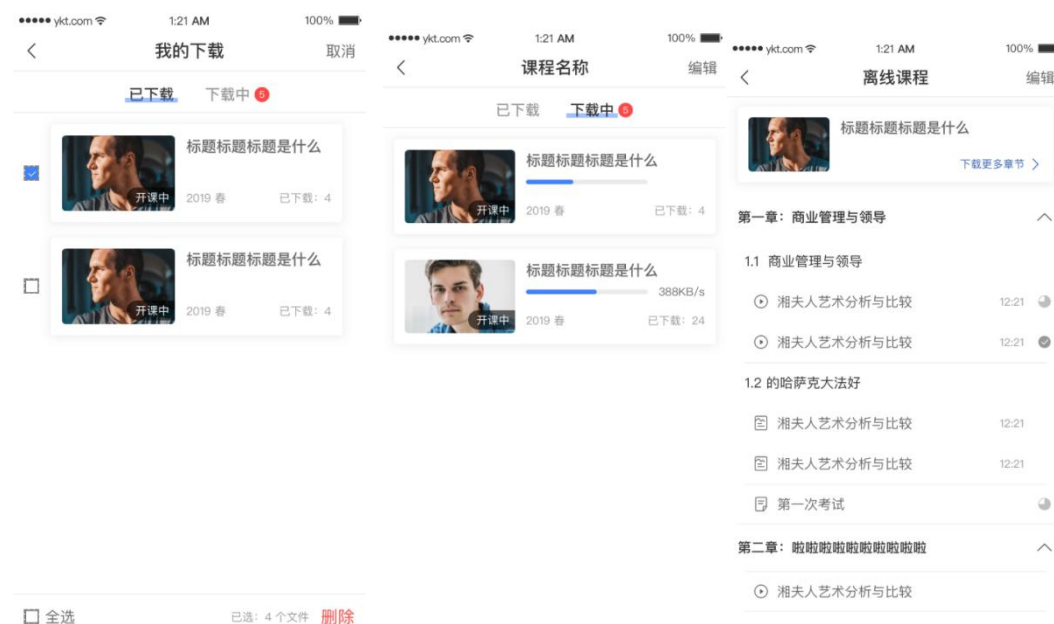 ykt.com 1:21 AM 100%
我的下载 取消
已下载 下载中 5
标题标题标题是什么
开课中 2019 春 已下载: 4
标题标题标题是什么
开课中 2019 春 已下载: 4
全选 已选: 4 个文件 删除
ykt.com 1:21 AM 100%
课程名称 编辑
已下载 下载中 5
标题标题标题是什么
开课中 2019 春 已下载: 4
标题标题标题是什么
388KB/s
开课中 2019 春 已下载: 24
ykt.com 1:21 AM 100%
离线课程 编辑
标题标题标题是什么
下载更多章节
第一章: 商业管理与领导
1.1 商业管理与领导
湘夫人艺术分析与比较 12:21
湘夫人艺术分析与比较 12:21
1.2 的哈萨克大法好
湘夫人艺术分析与比较 12:21
湘夫人艺术分析与比较 12:21
第一次考试
第二章: 啦啦啦啦啦啦啦啦啦啦
湘夫人艺术分析与比较